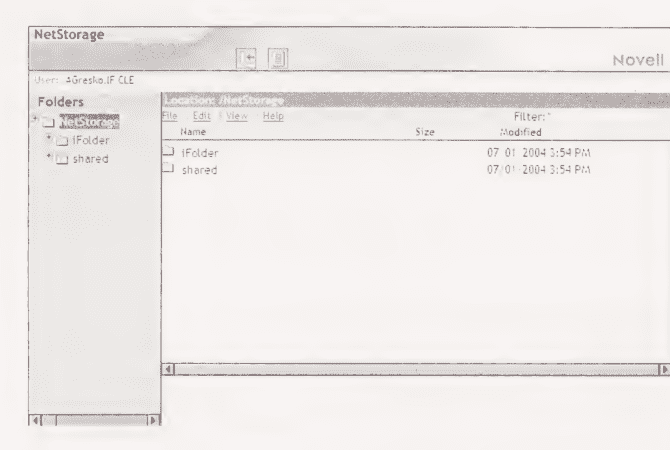 NetStorage
Novell
User: AGresko.IF CLE
Folders
Location: /NetStorage
NetStorage
File Edit View Help
Filter:*
Name Size Modified
iFolder
iFolder 07 01 2004 3:54 PM
shared
shared 07/01 2004 3:54 PM